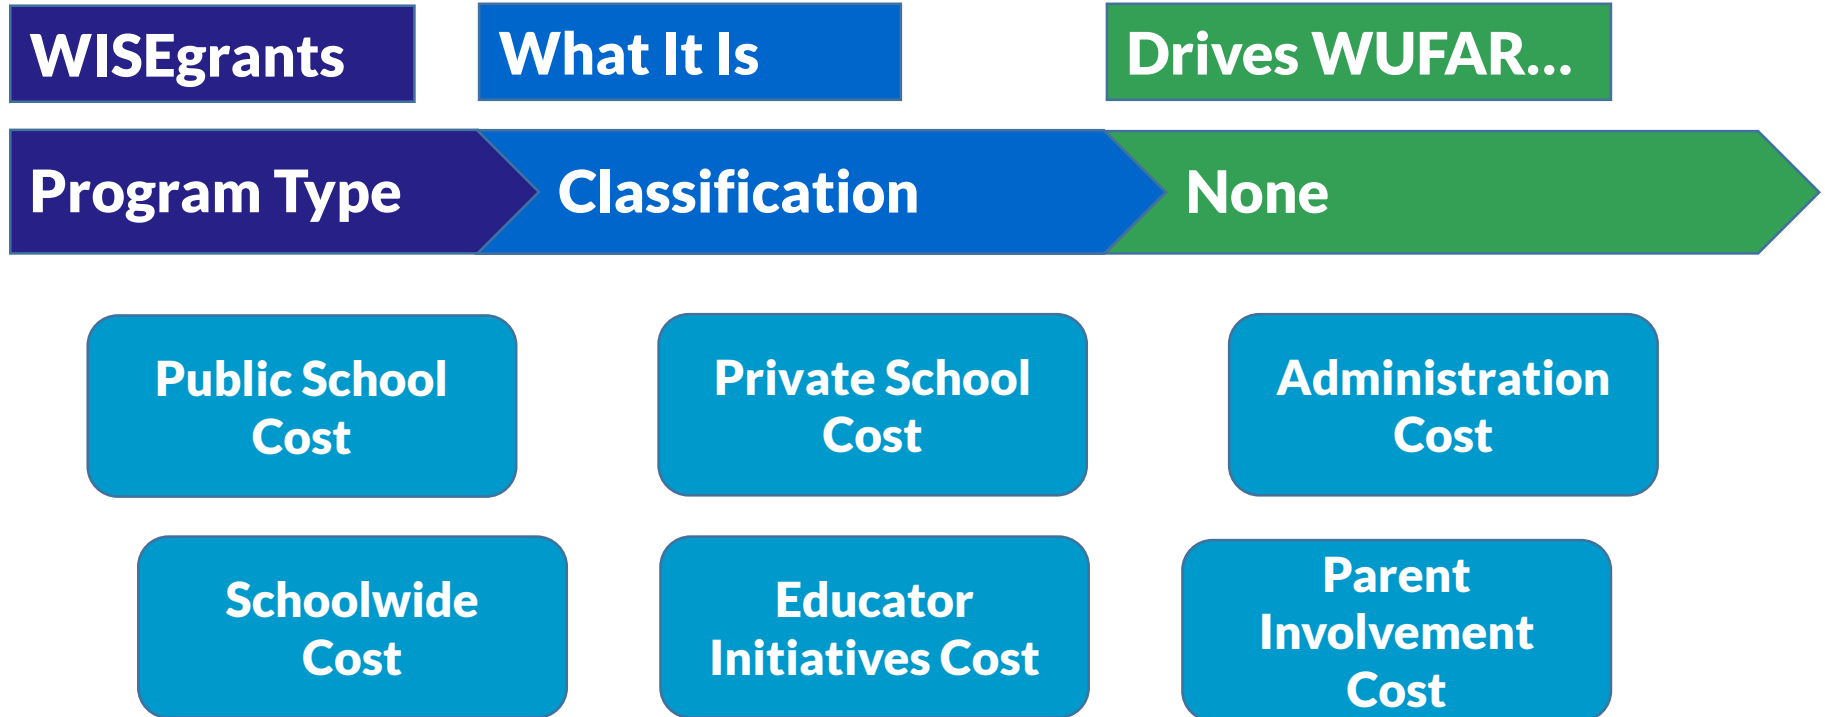 WISEgrants
What It Is
Drives WUFAR...
Program Type
Classification
None
Public School
Cost
Private School
Cost
Administration
Cost
Schoolwide
Cost
Educator
Initiatives Cost
Parent
Involvement
Cost